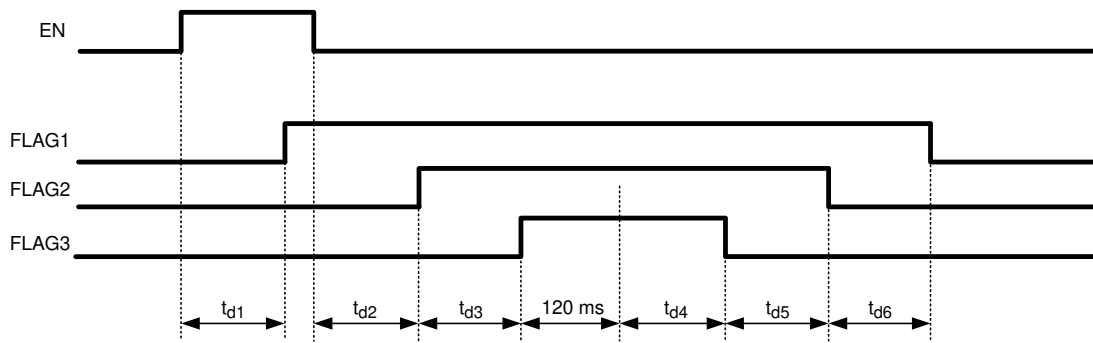 EN
FLAG1
FLAG2
FLAG3
td1 td2 td3 120 ms td4 td5 td6